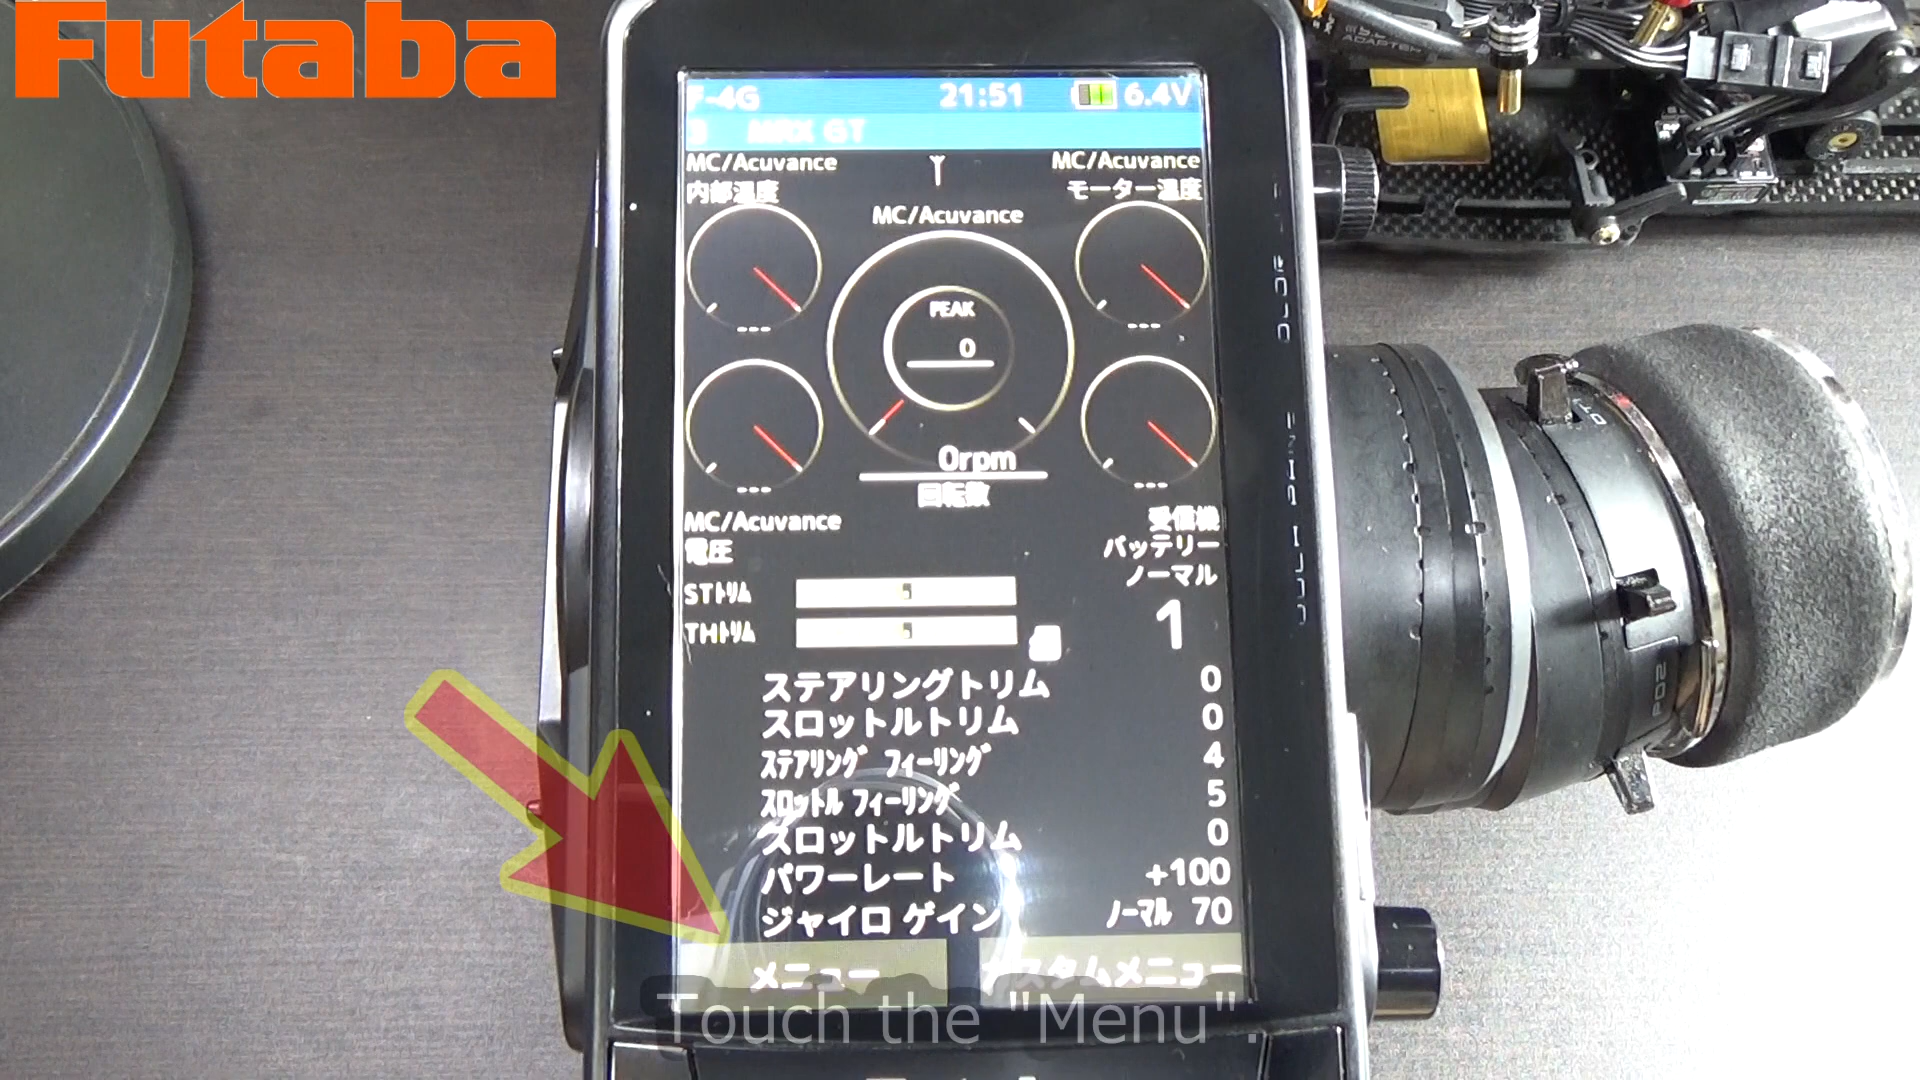 Futaba
F-4G 21:51 6.4V
3 MRX GT
MC/Acuvance MC/Acuvance
内部温度 モーター温度
MC/Acuvance
PEAK
0
---
---
0rpm
回転数
---
---
MC/Acuvance 受信機
電圧 バッテリー
ノーマル
STトリム
THトリム
1
ステアリングトリム 0
スロットルトリム 0
ステアリング フィーリング 4
スロットル フィーリング 5
スロットルトリム 0
パワーレート +100
ジャイロ ゲイン ノーマル 70
メニュー カスタムメニュー
Touch the "Menu".
ADAPTER